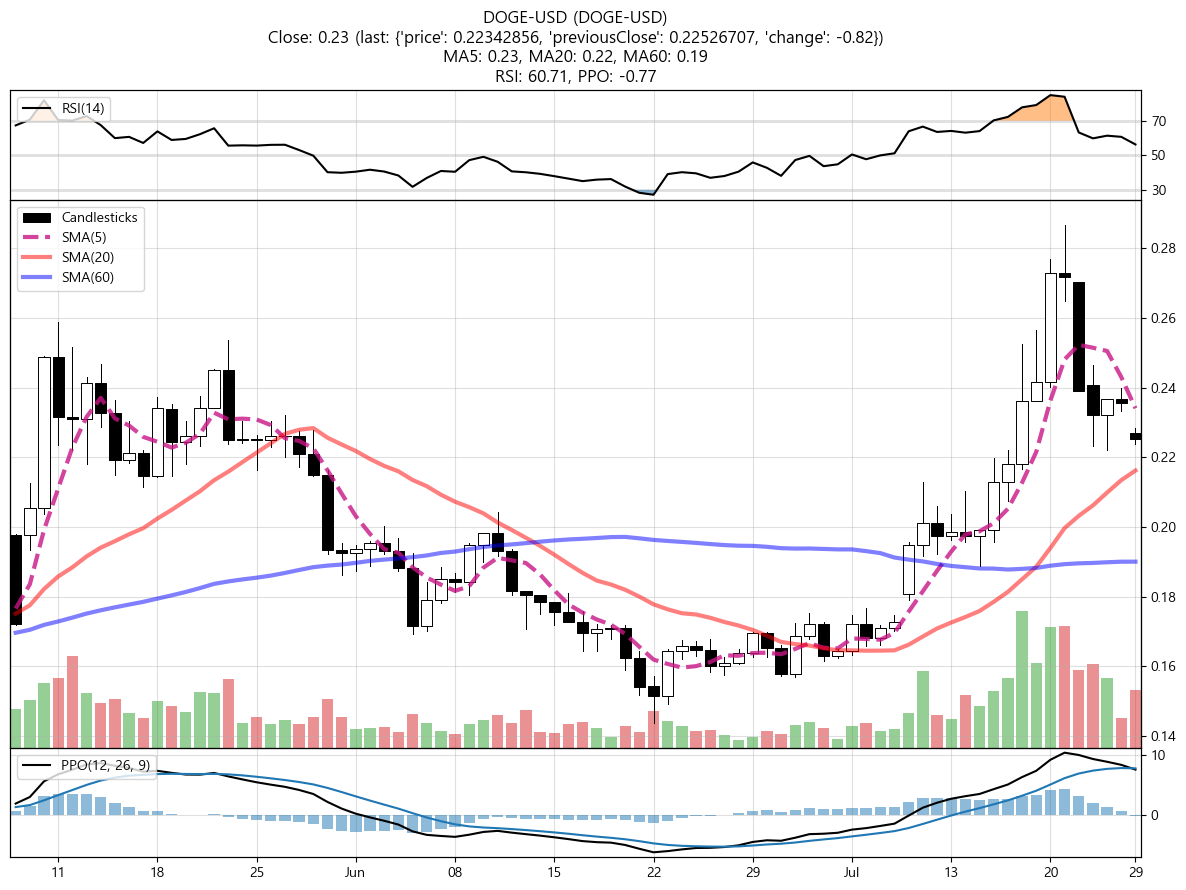 DOGE-USD (DOGE-USD)
Close: 0.23 (last: {'price': 0.22342856, 'previousClose': 0.22526707, 'change': -0.82})
MA5: 0.23, MA20: 0.22, MA60: 0.19
RSI: 60.71, PPO: -0.77
RSI(14)
70
50
30
Candlesticks
SMA(5)
SMA(20)
SMA(60)
0.28
0.26
0.24
0.22
0.20
0.18
0.16
0.14
PPO(12, 26, 9)
10
0
11 18 25 Jun 08 15 22 29 Jul 13 20 29